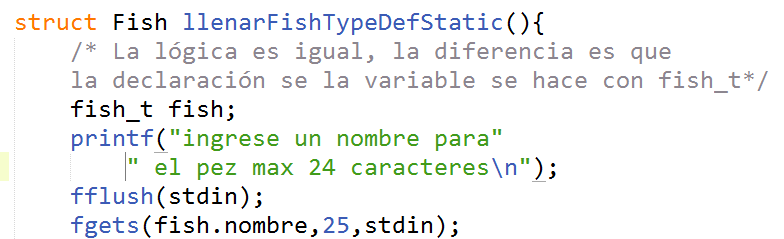 struct Fish llenarFishTypeDefStatic(){
/* La lógica es igual, la diferencia es que
la declaración se la variable se hace con fish_t*/
fish_t fish;
printf("ingrese un nombre para"
" el pez max 24 caracteres\n");
fflush(stdin);
fgets(fish.nombre,25,stdin);